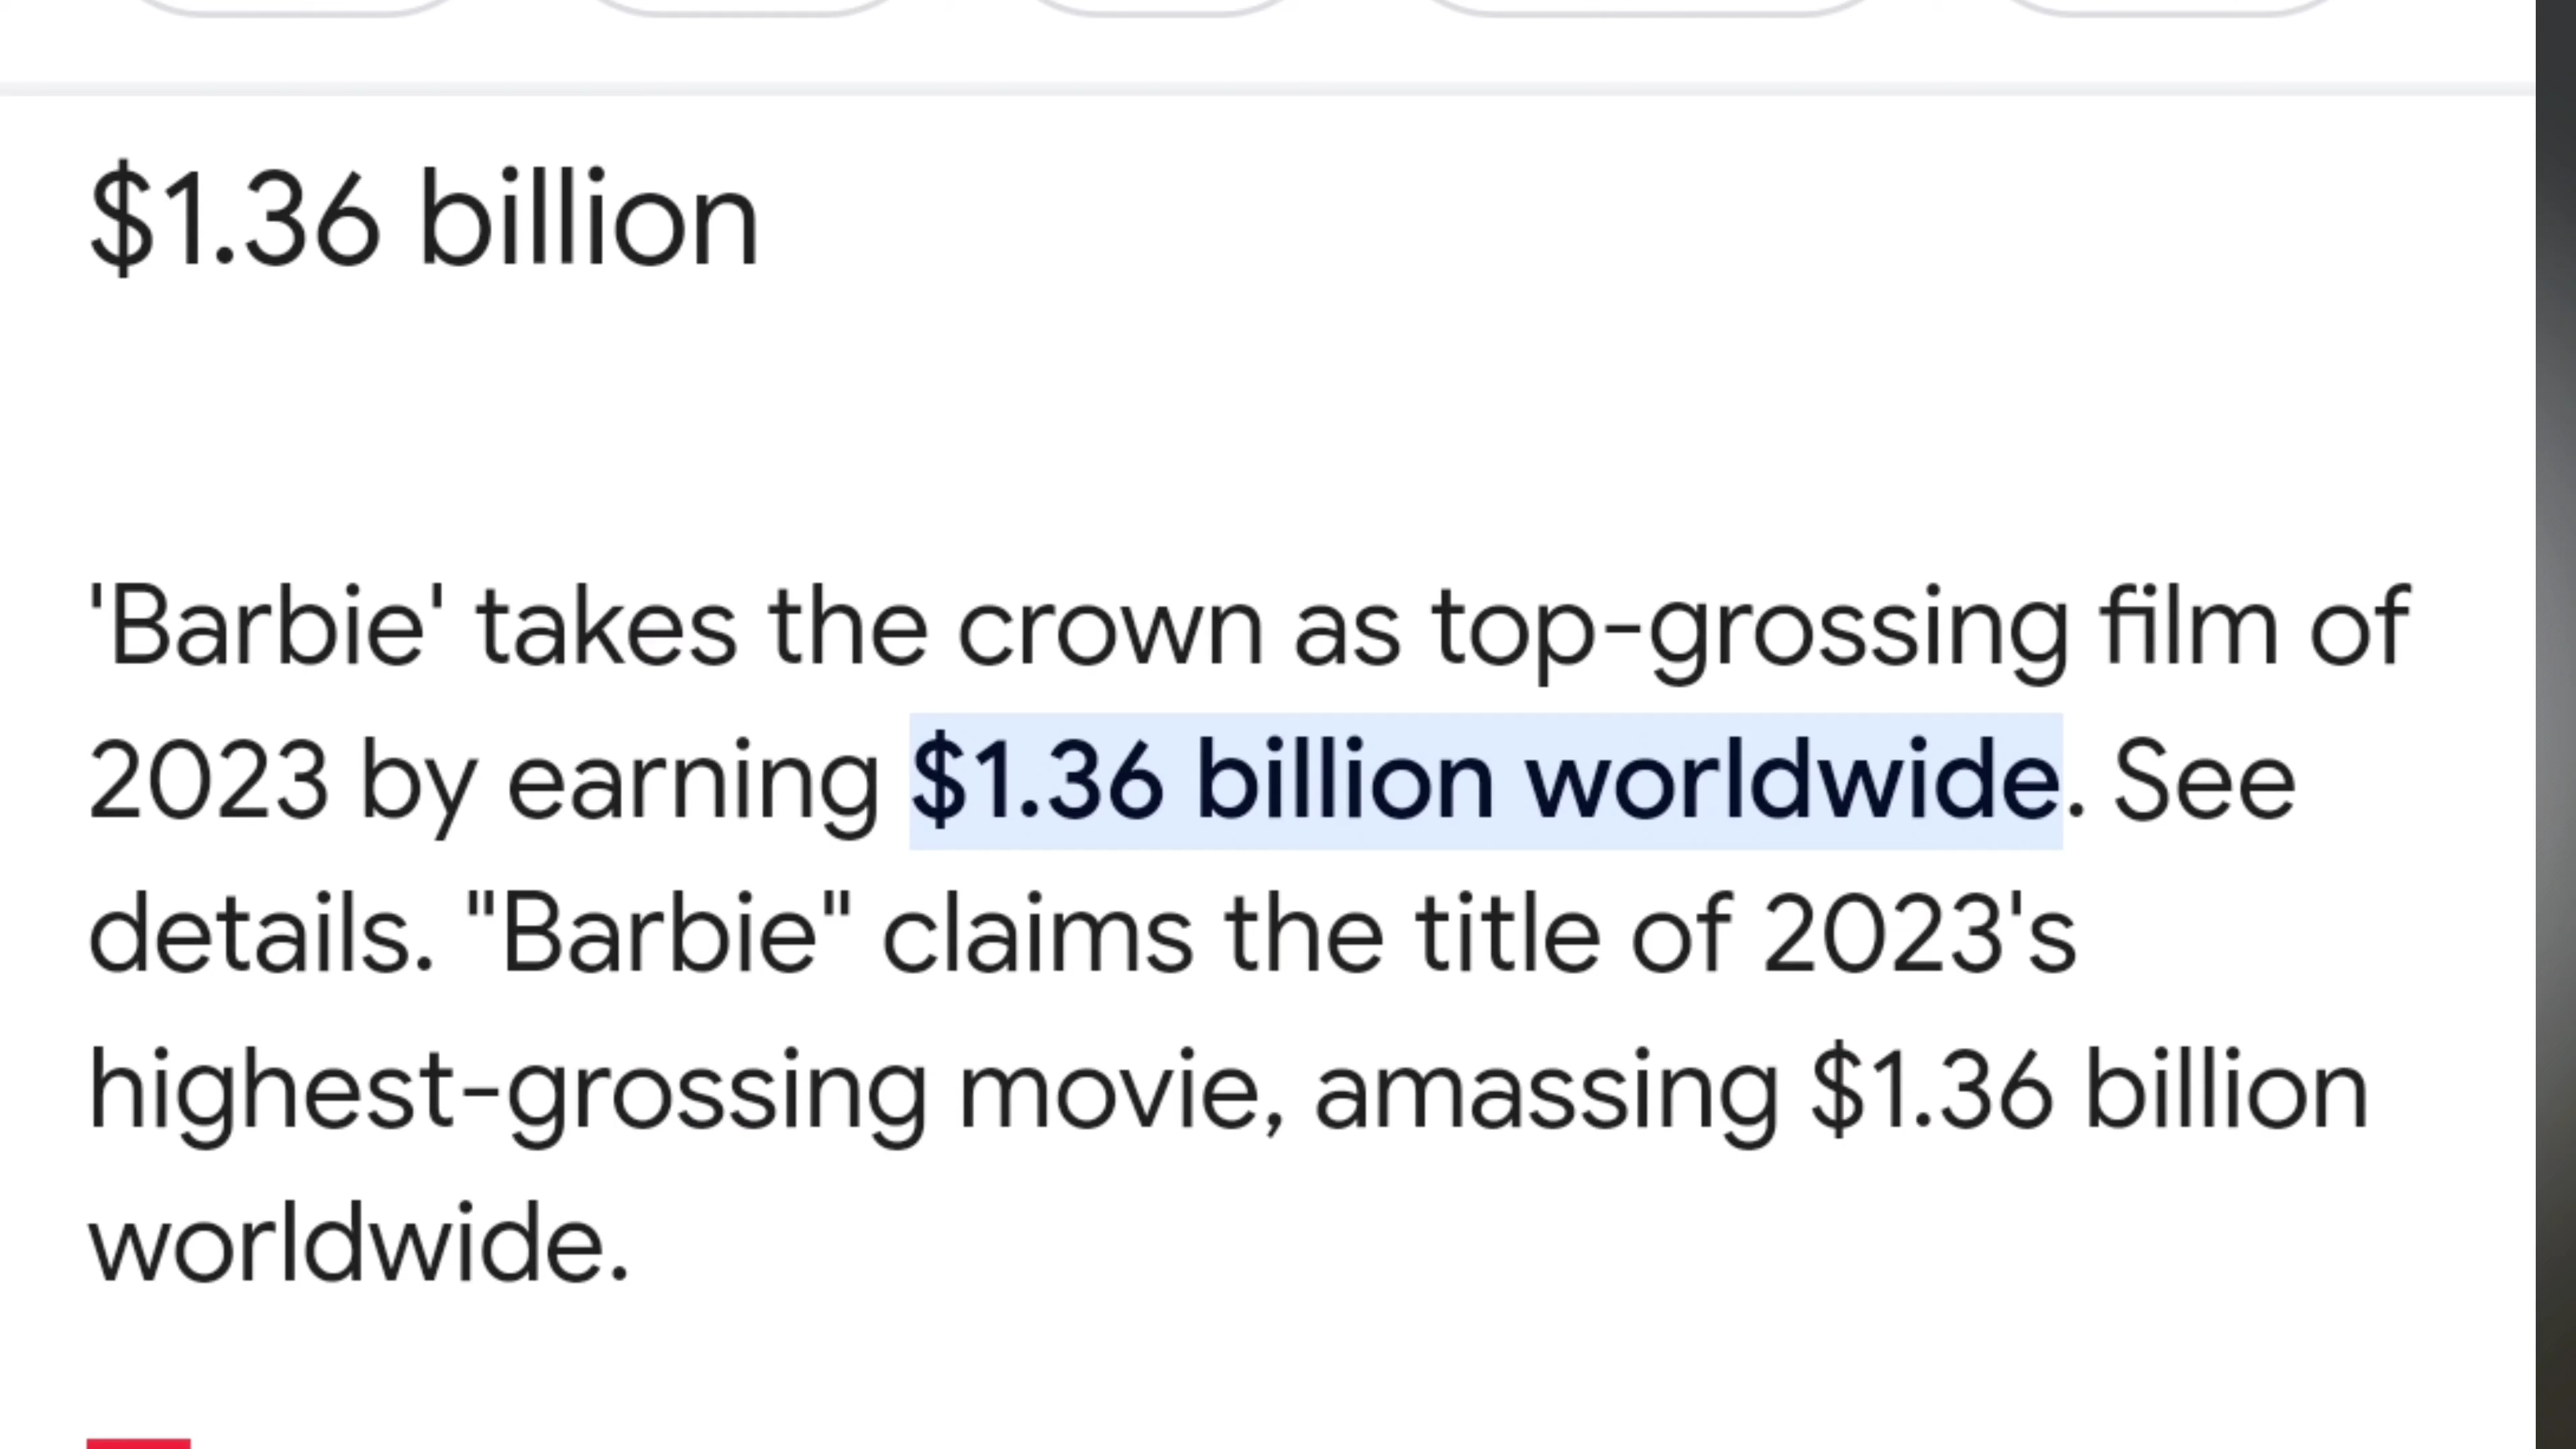 $1.36 billion
'Barbie' takes the crown as top-grossing film of
2023 by earning $1.36 billion worldwide. See
details. "Barbie" claims the title of 2023's
highest-grossing movie, amassing $1.36 billion
worldwide.